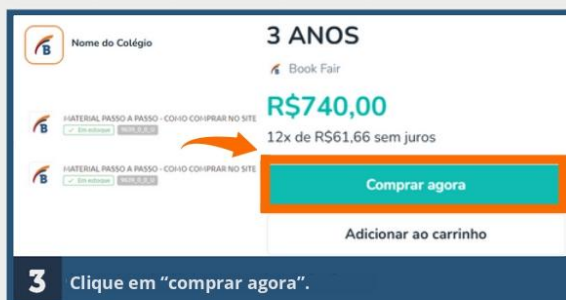 Nome do Colégio
3 ANOS
Book Fair
R$740,00
12x de R$61,66 sem juros
MATERIAL PASSO A PASSO - COMO COMPRAR NO SITE
Em estoque
MATERIAL PASSO A PASSO - COMO COMPRAR NO SITE
Em estoque
Comprar agora
Adicionar ao carrinho
3 Clique em “comprar agora”.